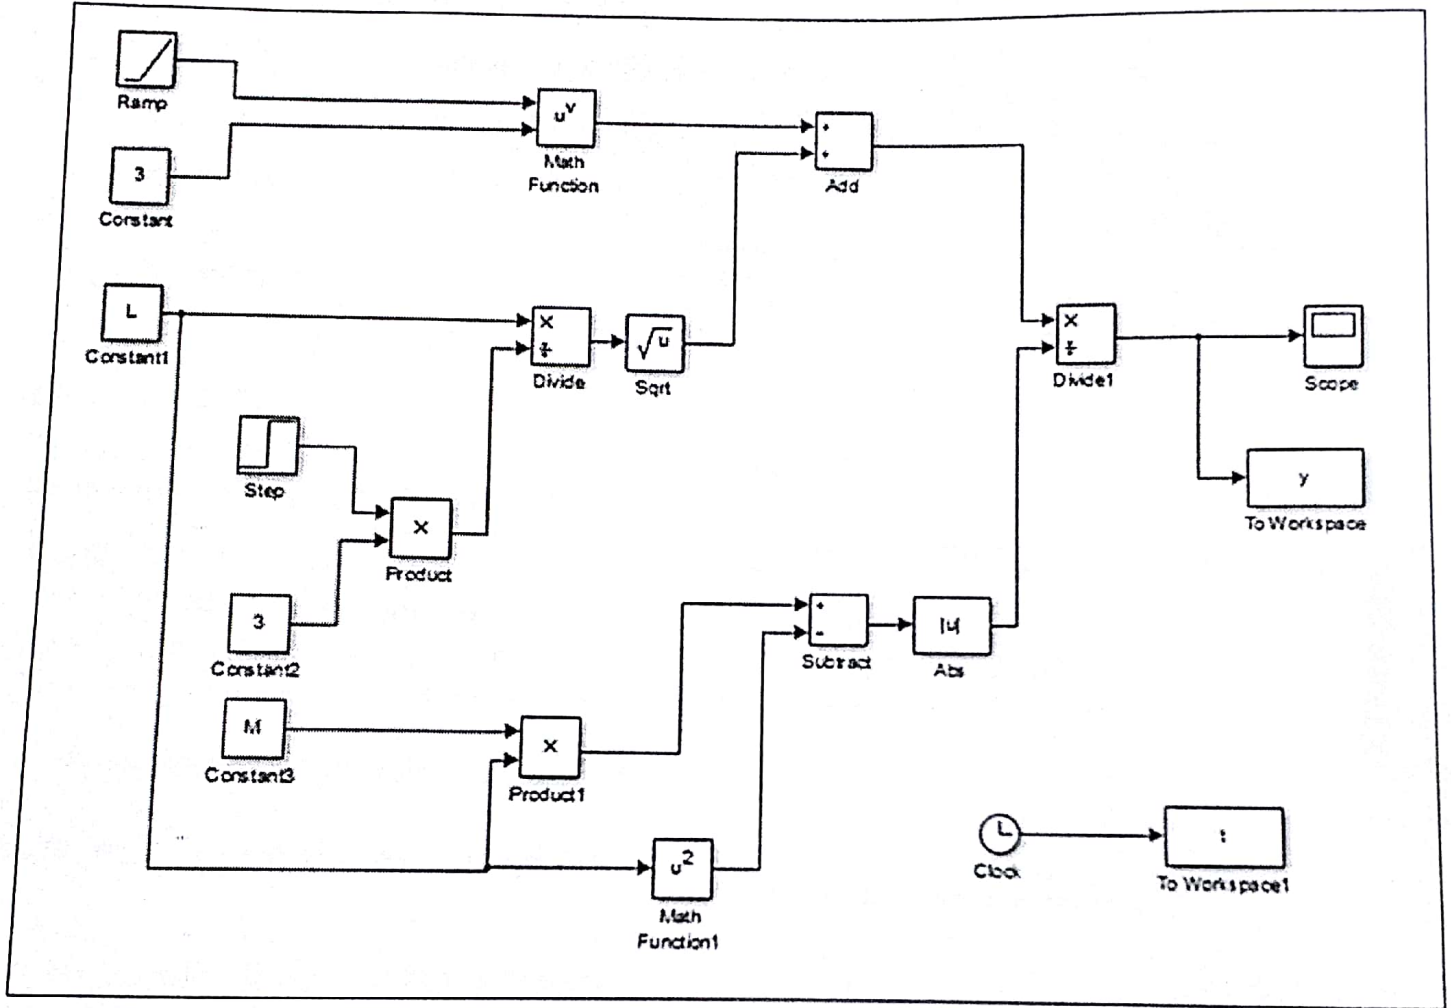 Ramp
u^v
Math
Function
+
+
Add
3
Constant
L
Constant1
×
÷
Divide
√u
Sqrt
×
÷
Divide1
Scope
Step
×
Product
y
To Workspace
3
Constant2
+
-
Subtract
|u|
Abs
M
Constant3
×
Product1
u²
Math
Function1
Clock
t
To Workspace1